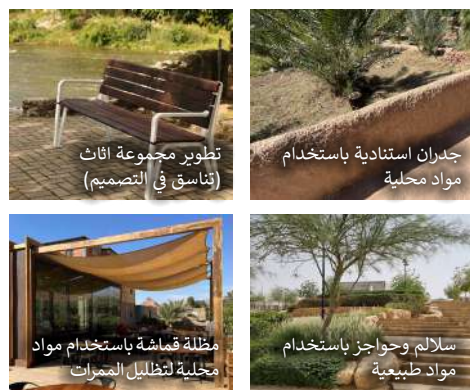 جدران استنادية باستخدام
مواد محلية
تطوير مجموعة اثاث
(تناسق في التصميم)
سلالم وحواجز باستخدام
مواد طبيعية
مظلة قماشة باستخدام مواد
محلية لتظليل الممرات